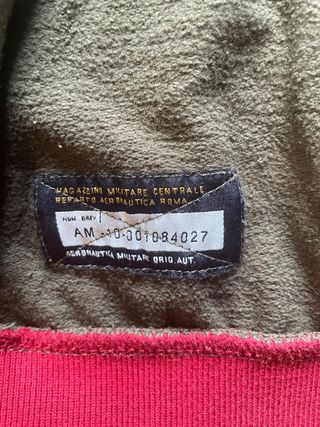 MAGAZZINO MILITARE CENTRALE
REPARTO AERONAUTICA ROMA
NUM. BREV
AM-10-001084027
AERONAUTICA MILITARE ORIG. AUT.